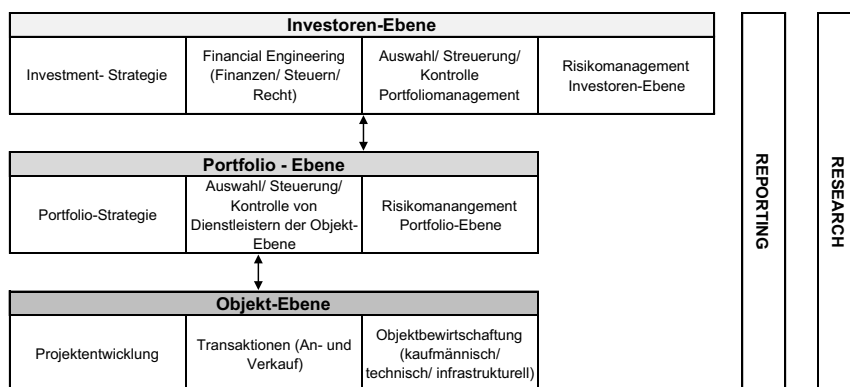 Investoren-Ebene
Investment- Strategie
Financial Engineering
(Finanzen/ Steuern/
Recht)
Auswahl/ Streuerung/
Kontrolle
Portfoliomanagement
Risikomanagement
Investoren-Ebene
Portfolio - Ebene
Portfolio-Strategie
Auswahl/ Steuerung/
Kontrolle von
Dienstleistern der Objekt-
Ebene
Risikomanangement
Portfolio-Ebene
Objekt-Ebene
Projektentwicklung
Transaktionen (An- und
Verkauf)
Objektbewirtschaftung
(kaufmännisch/
technisch/ infrastrukturell)
REPORTING
RESEARCH